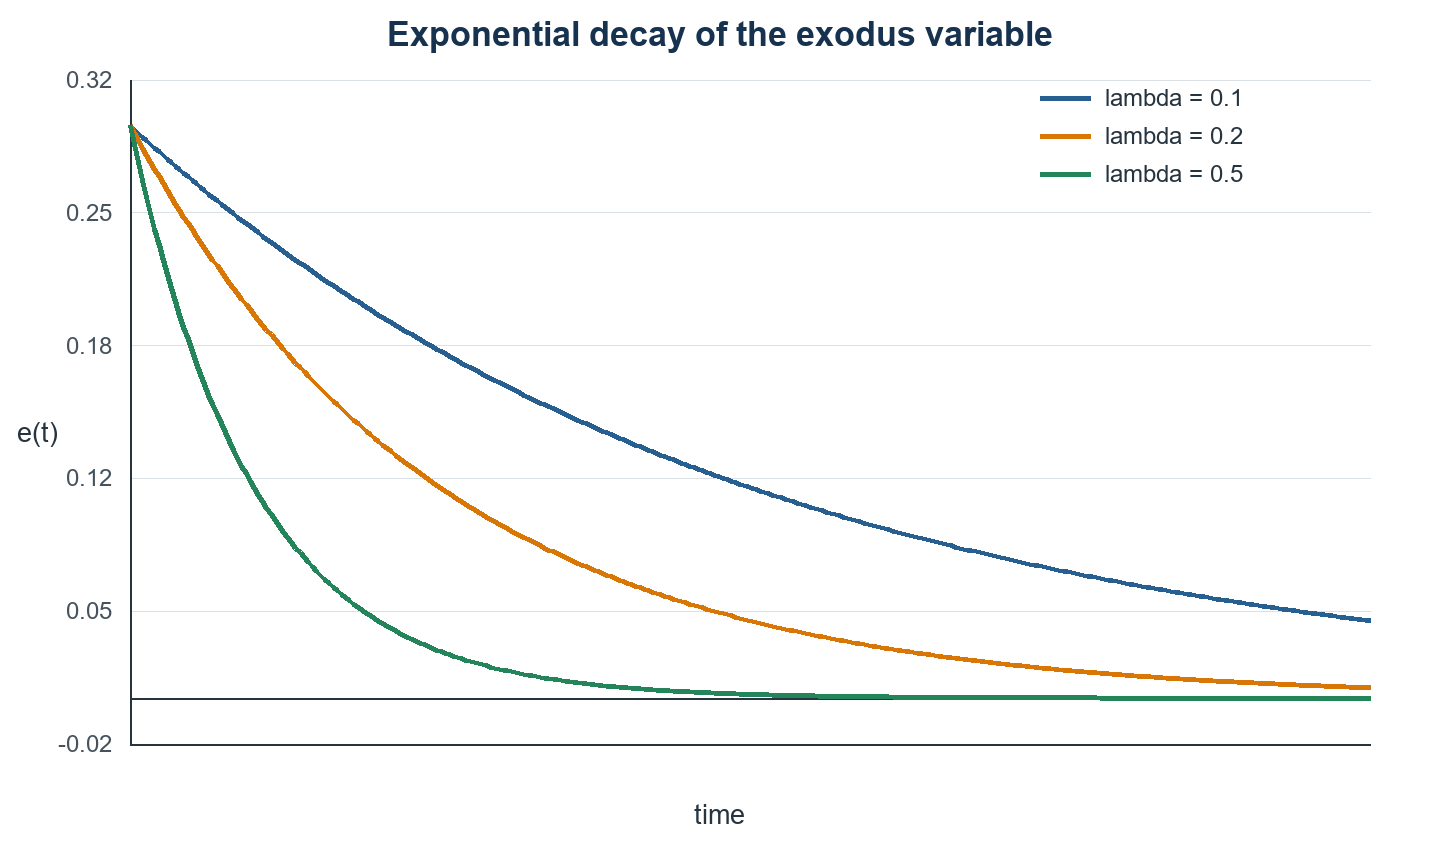 Exponential decay of the exodus variable
0.32
lambda = 0.1
lambda = 0.2
lambda = 0.5
0.25
0.18
e(t)
0.12
0.05
-0.02
time